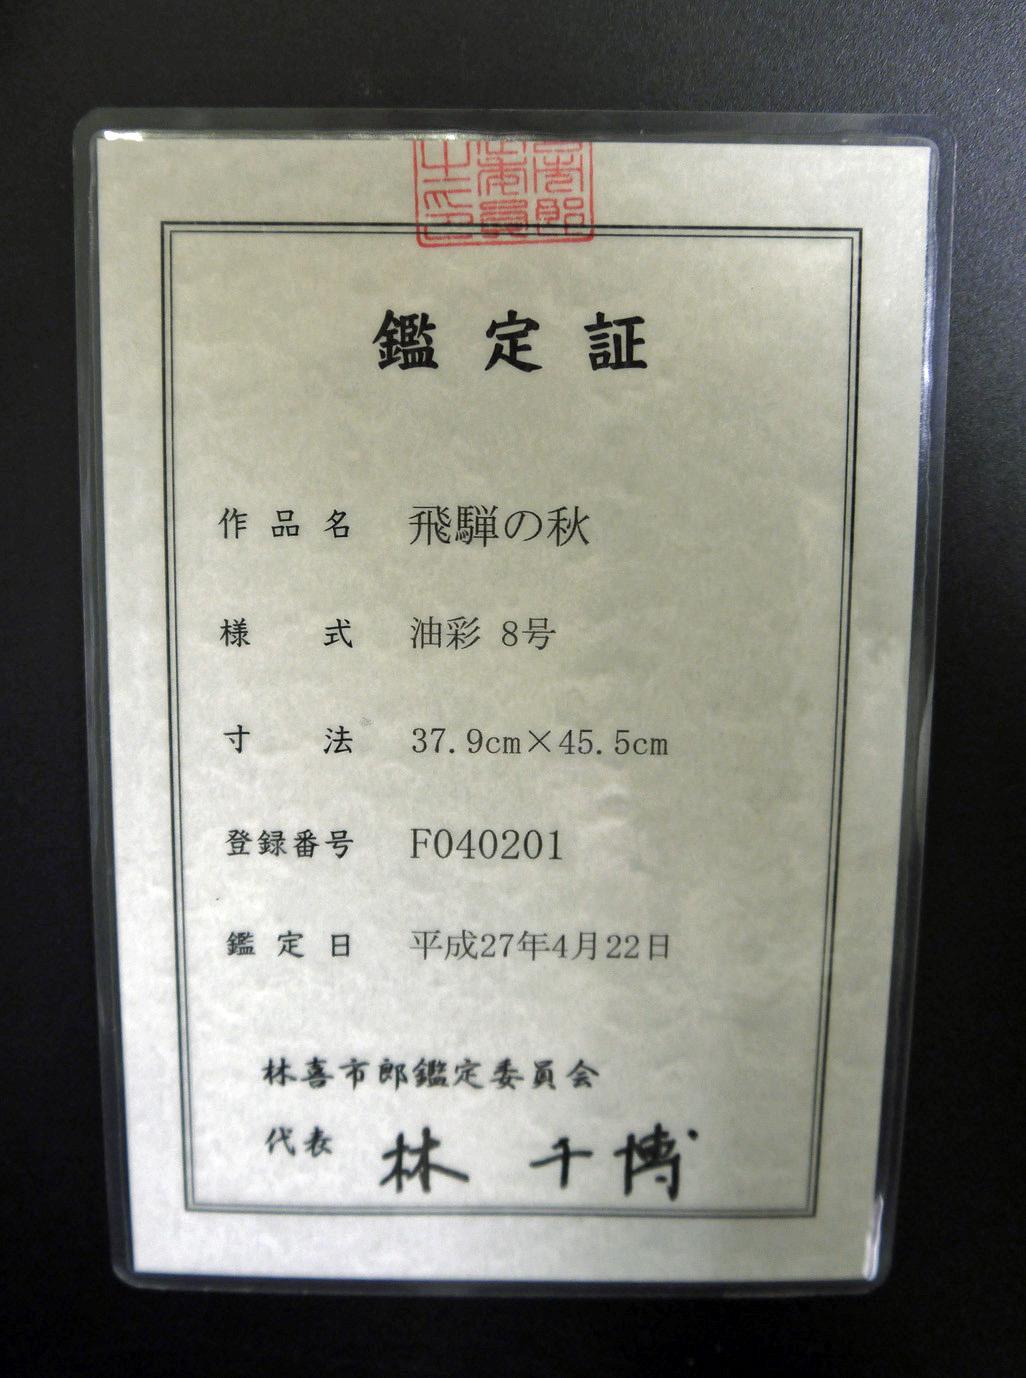 鑑定証
作品名 飛騨の秋
様式 油彩 8号
寸法 37.9cm×45.5cm
登録番号 F040201
鑑定日 平成27年4月22日
林喜市郎鑑定委員会
代表 林 千博